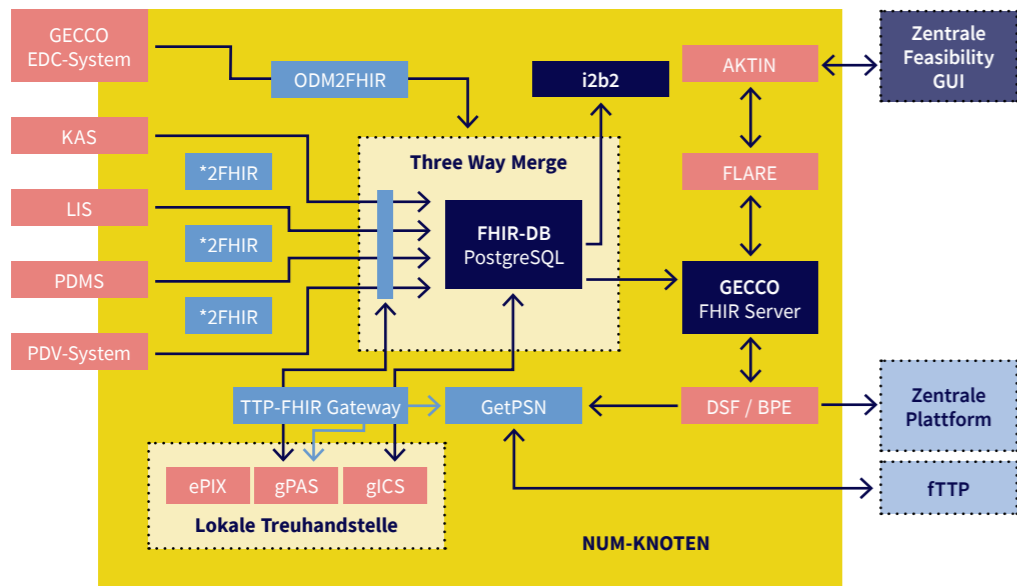 GECCO
EDC-System
ODM2FHIR
i2b2
AKTIN
Zentrale
Feasibility
GUI
KAS
*2FHIR
Three Way Merge
FLARE
LIS
*2FHIR
FHIR-DB
PostgreSQL
PDMS
*2FHIR
GECCO
FHIR Server
PDV-System
TTP-FHIR Gateway
GetPSN
DSF / BPE
Zentrale
Plattform
ePIX
gPAS
gICS
fTTP
Lokale Treuhandstelle
NUM-KNOTEN